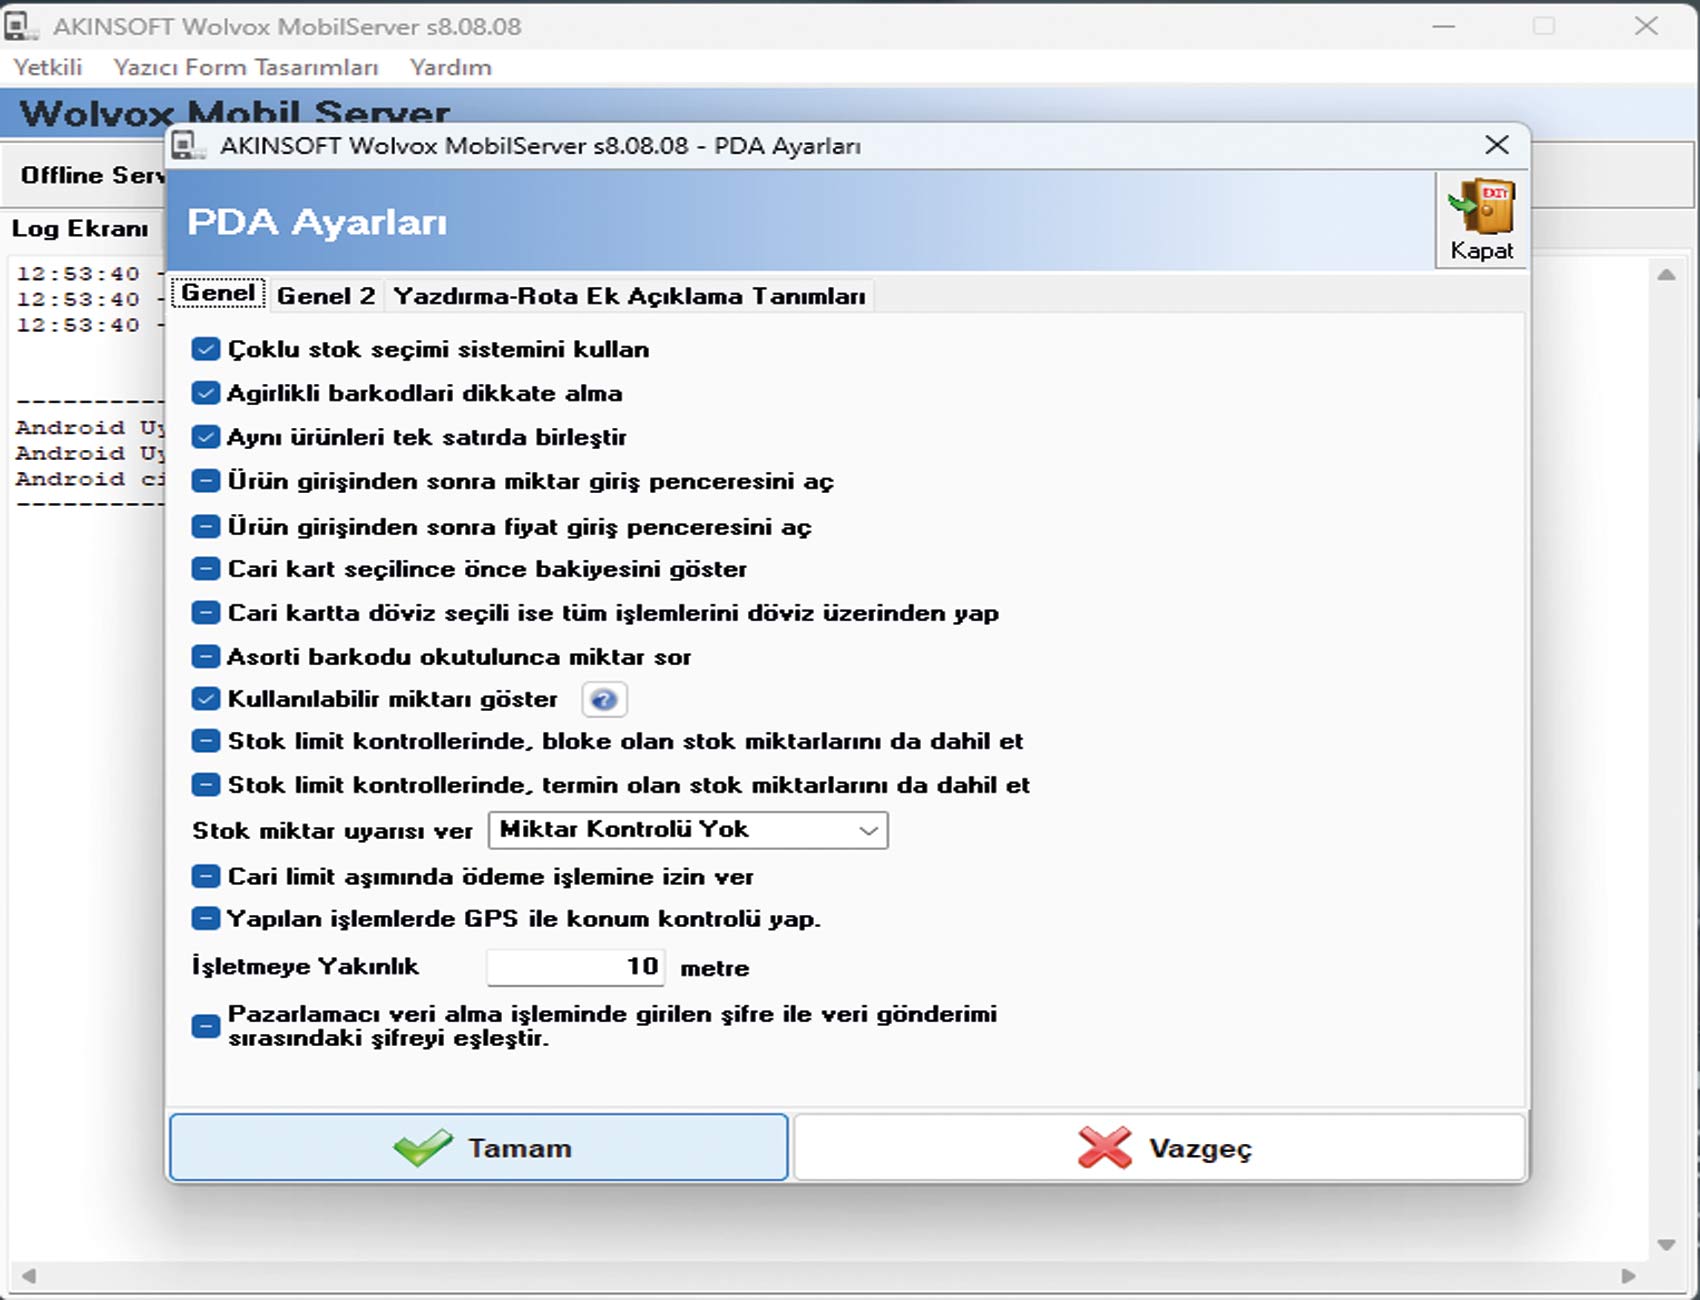 AKINSOFT Wolvox MobilServer s8.08.08
Yetkili Yazıcı Form Tasarımları Yardım
Wolvox Mobil Server
AKINSOFT Wolvox MobilServer s8.08.08 - PDA Ayarları
Offline
PDA Ayarları
EXIT
Kapat
Log Ekranı
12:53:40 -
12:53:40 -
12:53:40 -
----------
Android
Android
Android
----------
Genel Genel 2 Yazdırma-Rota Ek Açıklama Tanımları
Çoklu stok seçimi sistemini kullan
Agirlikli barkodlari dikkate alma
Aynı ürünleri tek satırda birleştir
Ürün girişinden sonra miktar giriş penceresini aç
Ürün girişinden sonra fiyat giriş penceresini aç
Cari kart seçilince önce bakiyesini göster
Cari kartta döviz seçili ise tüm işlemlerini döviz üzerinden yap
Asorti barkodu okutulunca miktar sor
Kullanılabilir miktarı göster ?
Stok limit kontrollerinde, bloke olan stok miktarlarını da dahil et
Stok limit kontrollerinde, termin olan stok miktarlarını da dahil et
Stok miktar uyarısı ver Miktar Kontrolü Yok
Cari limit aşımında ödeme işlemine izin ver
Yapılan işlemlerde GPS ile konum kontrolü yap.
İşletmeye Yakınlık 10 metre
Pazarlamacı veri alma işleminde girilen şifre ile veri gönderimi
sırasındaki şifreyi eşleştir.
Tamam Vazgeç